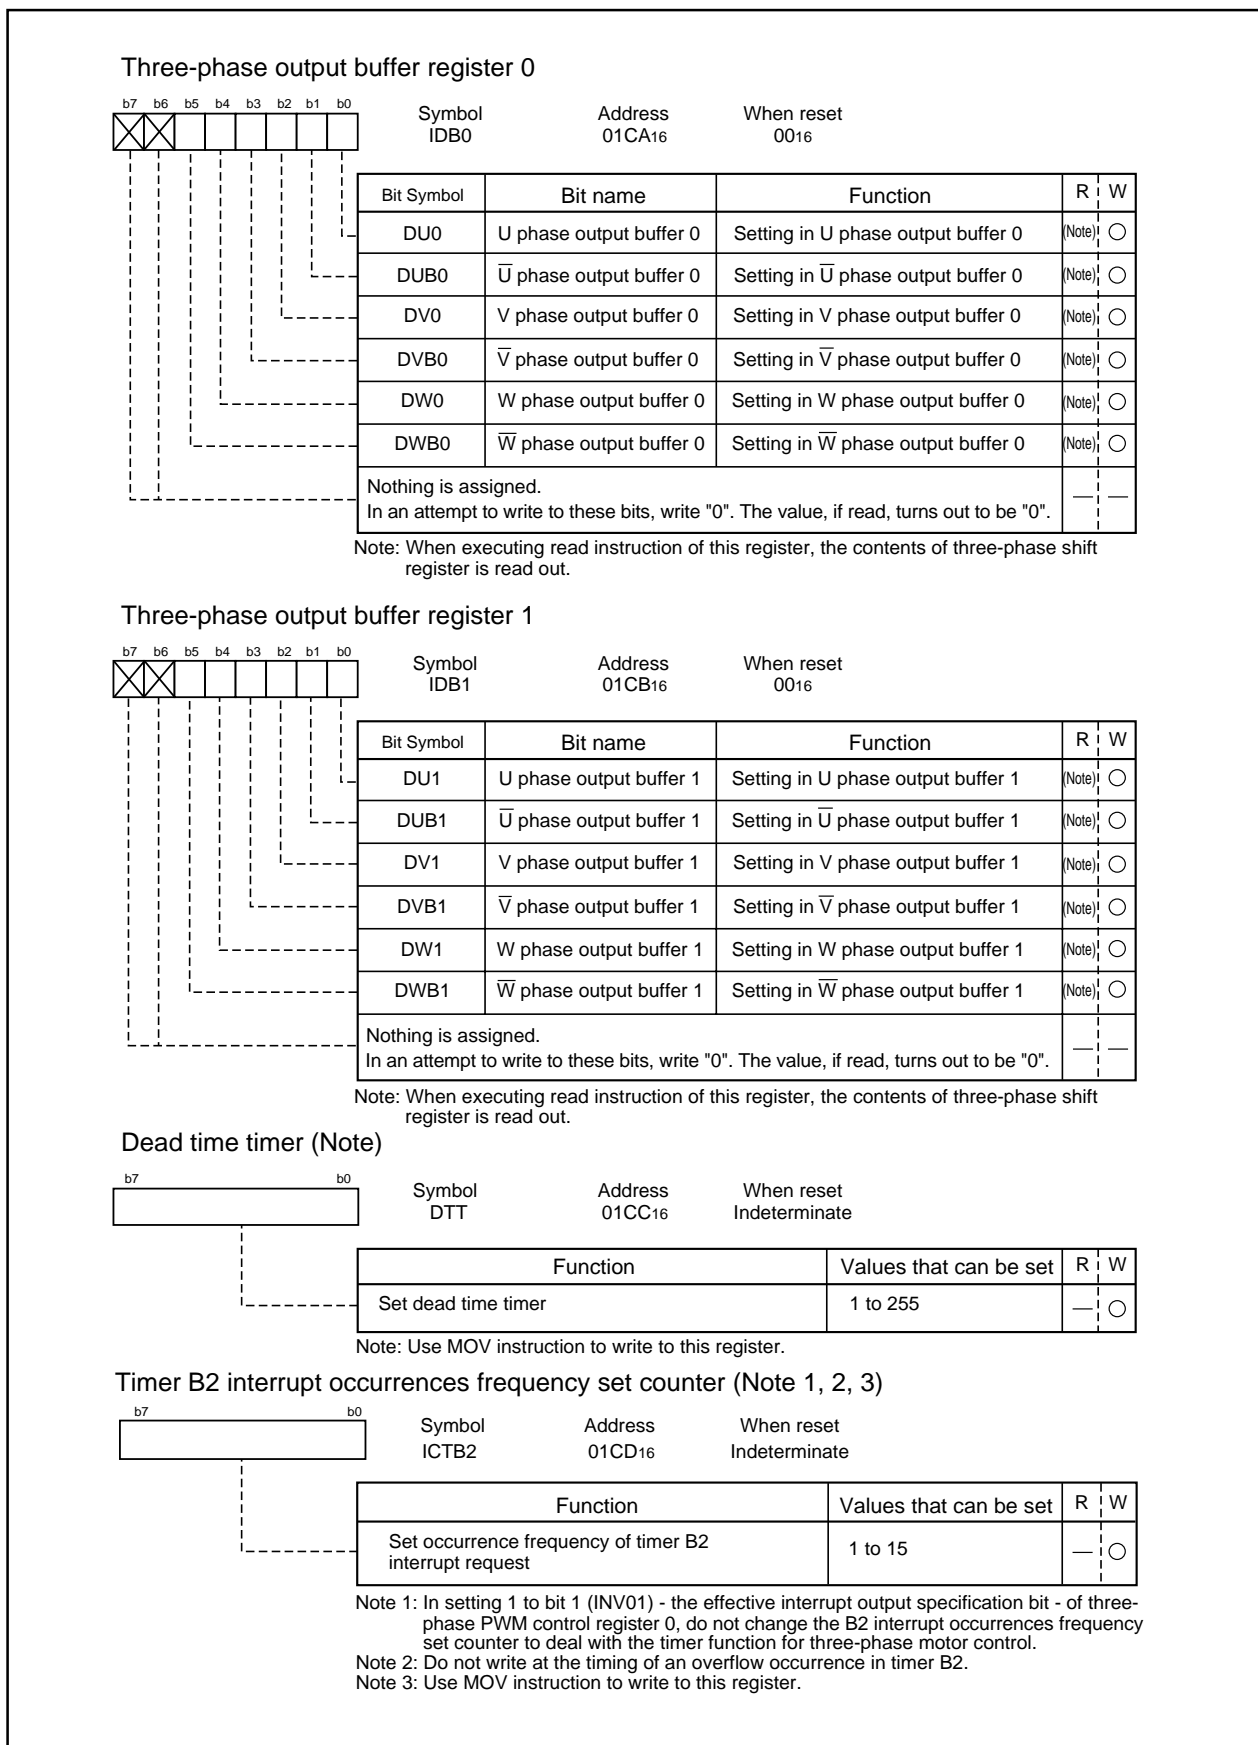 Three-phase output buffer register 0
b7 b6 b5 b4 b3 b2 b1 b0
Symbol Address When reset
IDB0 01CA16 0016
Bit Symbol Bit name Function R W
DU0 U phase output buffer 0 Setting in U phase output buffer 0 (Note) ○
DUB0 U̅ phase output buffer 0 Setting in U̅ phase output buffer 0 (Note) ○
DV0 V phase output buffer 0 Setting in V phase output buffer 0 (Note) ○
DVB0 V̅ phase output buffer 0 Setting in V̅ phase output buffer 0 (Note) ○
DW0 W phase output buffer 0 Setting in W phase output buffer 0 (Note) ○
DWB0 W̅ phase output buffer 0 Setting in W̅ phase output buffer 0 (Note) ○
Nothing is assigned.
In an attempt to write to these bits, write "0". The value, if read, turns out to be "0". — —
Note: When executing read instruction of this register, the contents of three-phase shift
register is read out.
Three-phase output buffer register 1
b7 b6 b5 b4 b3 b2 b1 b0
Symbol Address When reset
IDB1 01CB16 0016
Bit Symbol Bit name Function R W
DU1 U phase output buffer 1 Setting in U phase output buffer 1 (Note) ○
DUB1 U̅ phase output buffer 1 Setting in U̅ phase output buffer 1 (Note) ○
DV1 V phase output buffer 1 Setting in V phase output buffer 1 (Note) ○
DVB1 V̅ phase output buffer 1 Setting in V̅ phase output buffer 1 (Note) ○
DW1 W phase output buffer 1 Setting in W phase output buffer 1 (Note) ○
DWB1 W̅ phase output buffer 1 Setting in W̅ phase output buffer 1 (Note) ○
Nothing is assigned.
In an attempt to write to these bits, write "0". The value, if read, turns out to be "0". — —
Note: When executing read instruction of this register, the contents of three-phase shift
register is read out.
Dead time timer (Note)
b7 b0
Symbol Address When reset
DTT 01CC16 Indeterminate
Function Values that can be set R W
Set dead time timer 1 to 255 — ○
Note: Use MOV instruction to write to this register.
Timer B2 interrupt occurrences frequency set counter (Note 1, 2, 3)
b7 b0
Symbol Address When reset
ICTB2 01CD16 Indeterminate
Function Values that can be set R W
Set occurrence frequency of timer B2
interrupt request 1 to 15 — ○
Note 1: In setting 1 to bit 1 (INV01) - the effective interrupt output specification bit - of three-
phase PWM control register 0, do not change the B2 interrupt occurrences frequency
set counter to deal with the timer function for three-phase motor control.
Note 2: Do not write at the timing of an overflow occurrence in timer B2.
Note 3: Use MOV instruction to write to this register.